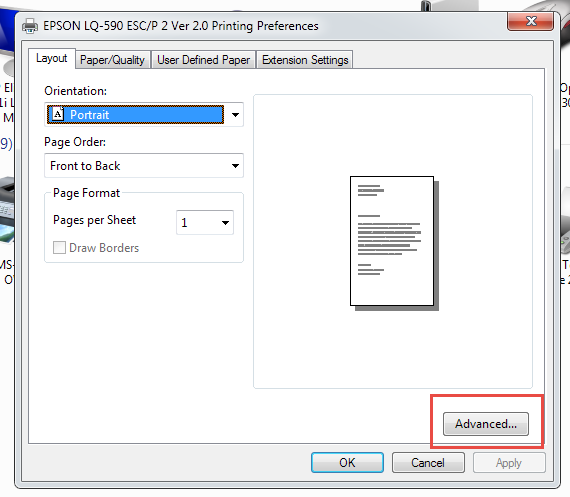 EPSON LQ-590 ESC/P 2 Ver 2.0 Printing Preferences
Layout
Paper/Quality
User Defined Paper
Extension Settings
Orientation:
A
Portrait
Page Order:
Front to Back
Page Format
Pages per Sheet
1
Draw Borders
Advanced...
OK
Cancel
Apply